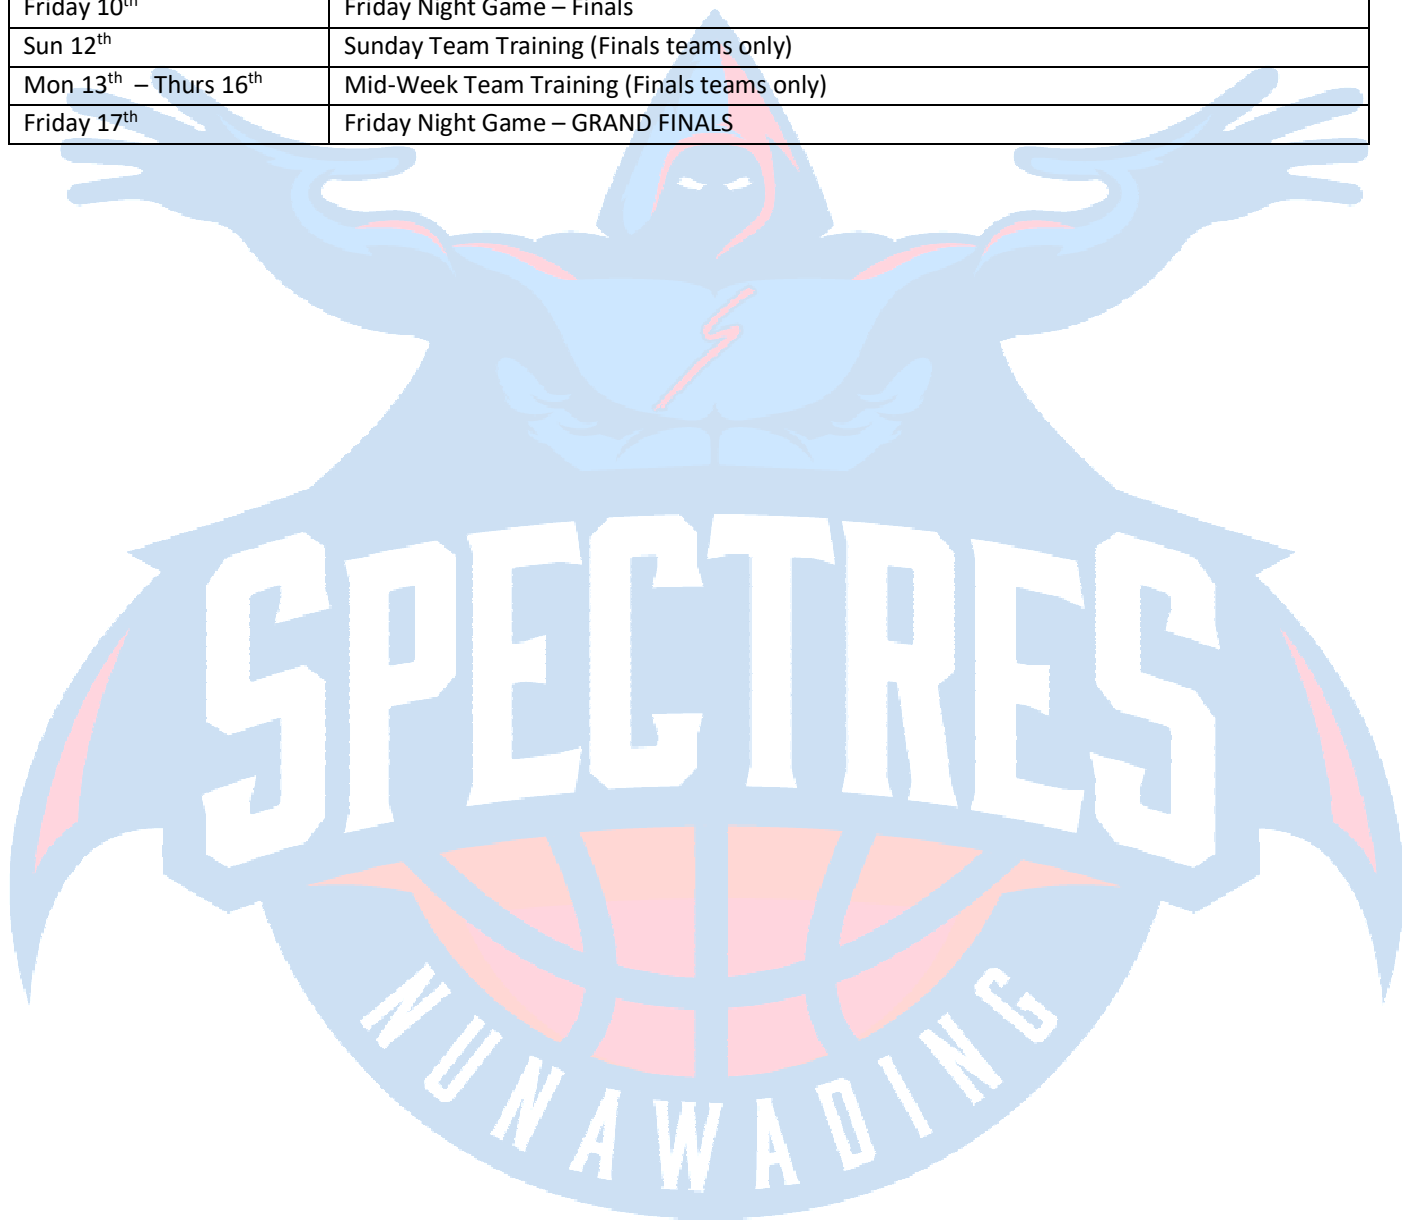 Friday 10th Friday Night Game – Finals
Sun 12th Sunday Team Training (Finals teams only)
Mon 13th – Thurs 16th Mid-Week Team Training (Finals teams only)
Friday 17th Friday Night Game – GRAND FINALS
SPECTRES
NUNAWADING